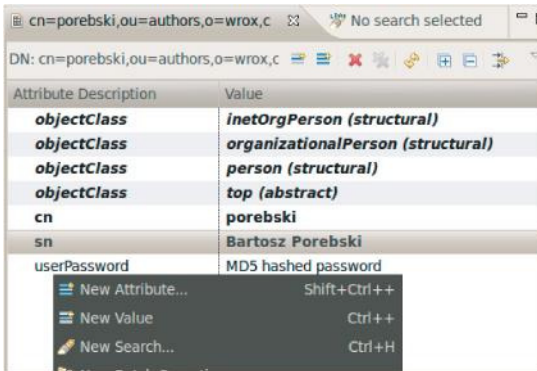 cn=porebski,ou=authors,o=wrox,c
No search selected
DN: cn=porebski,ou=authors,o=wrox,c
Attribute Description Value
objectClass inetOrgPerson (structural)
objectClass organizationalPerson (structural)
objectClass person (structural)
objectClass top (abstract)
cn porebski
sn Bartosz Porebski
userPassword MD5 hashed password
New Attribute... Shift+Ctrl++
New Value Ctrl++
New Search... Ctrl+H